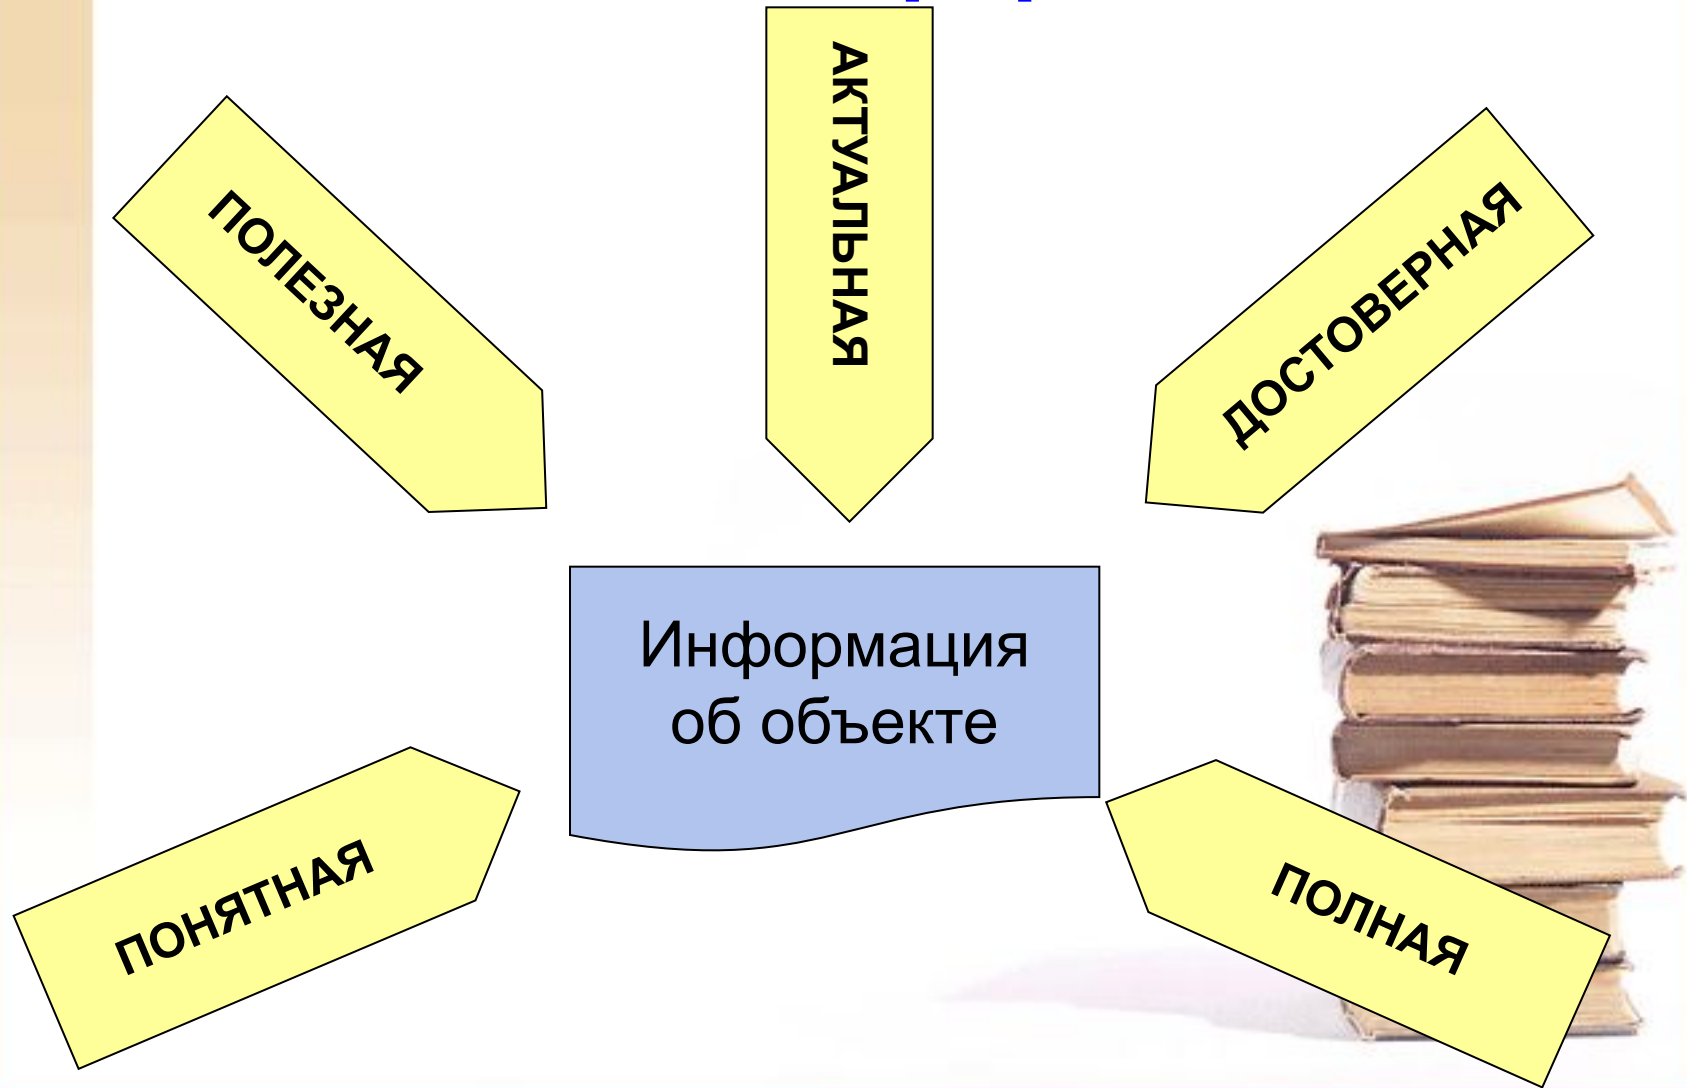 АКТУАЛЬНАЯ
ПОЛЕЗНАЯ
ДОСТОВЕРНАЯ
Информация
об объекте
ПОНЯТНАЯ
ПОЛНАЯ